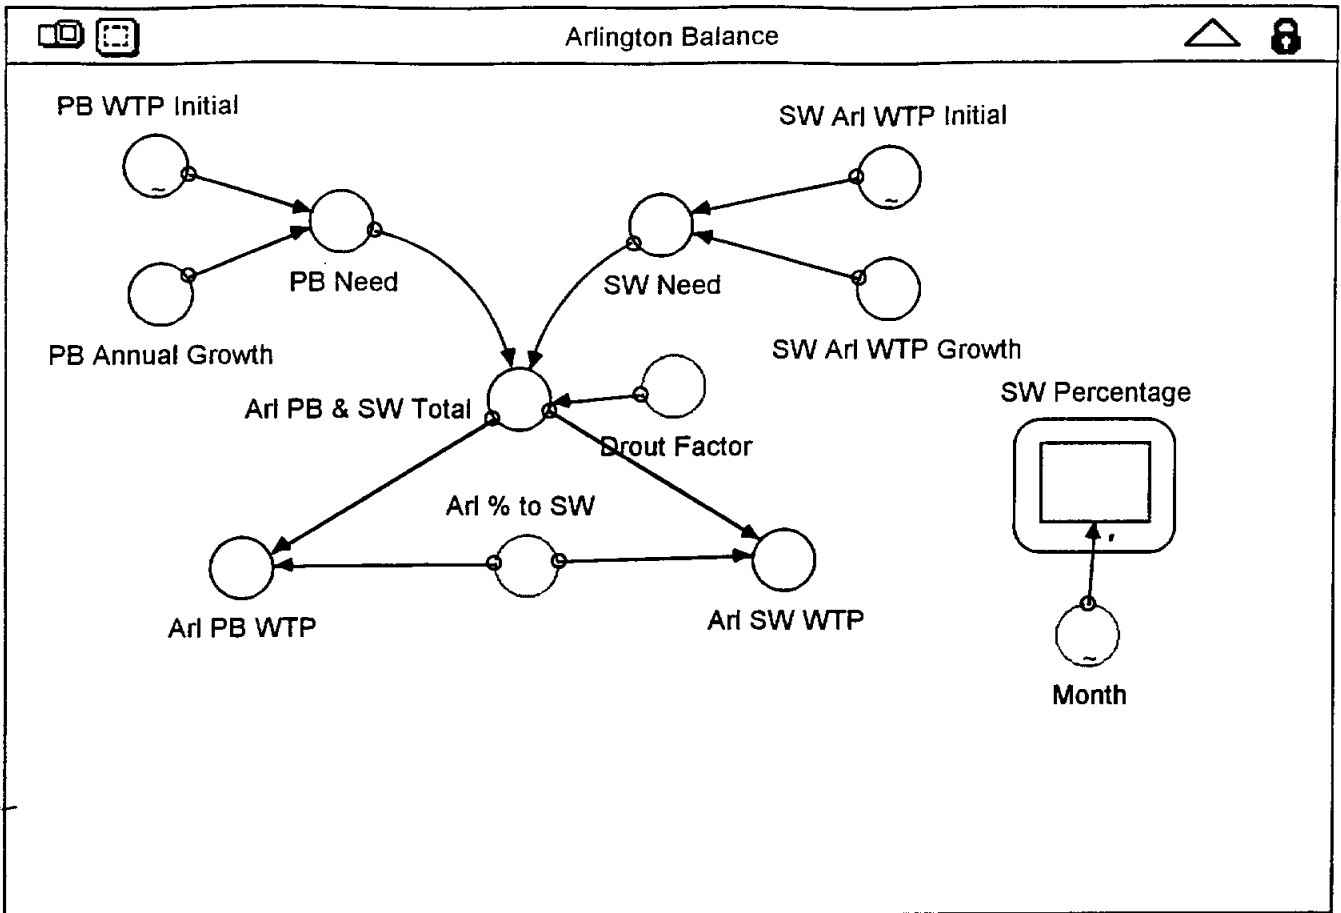 Arlington Balance
PB WTP Initial
SW Arl WTP Initial
PB Need
SW Need
PB Annual Growth
SW Arl WTP Growth
SW Percentage
Arl PB & SW Total
Drout Factor
Arl % to SW
Arl PB WTP
Arl SW WTP
Month